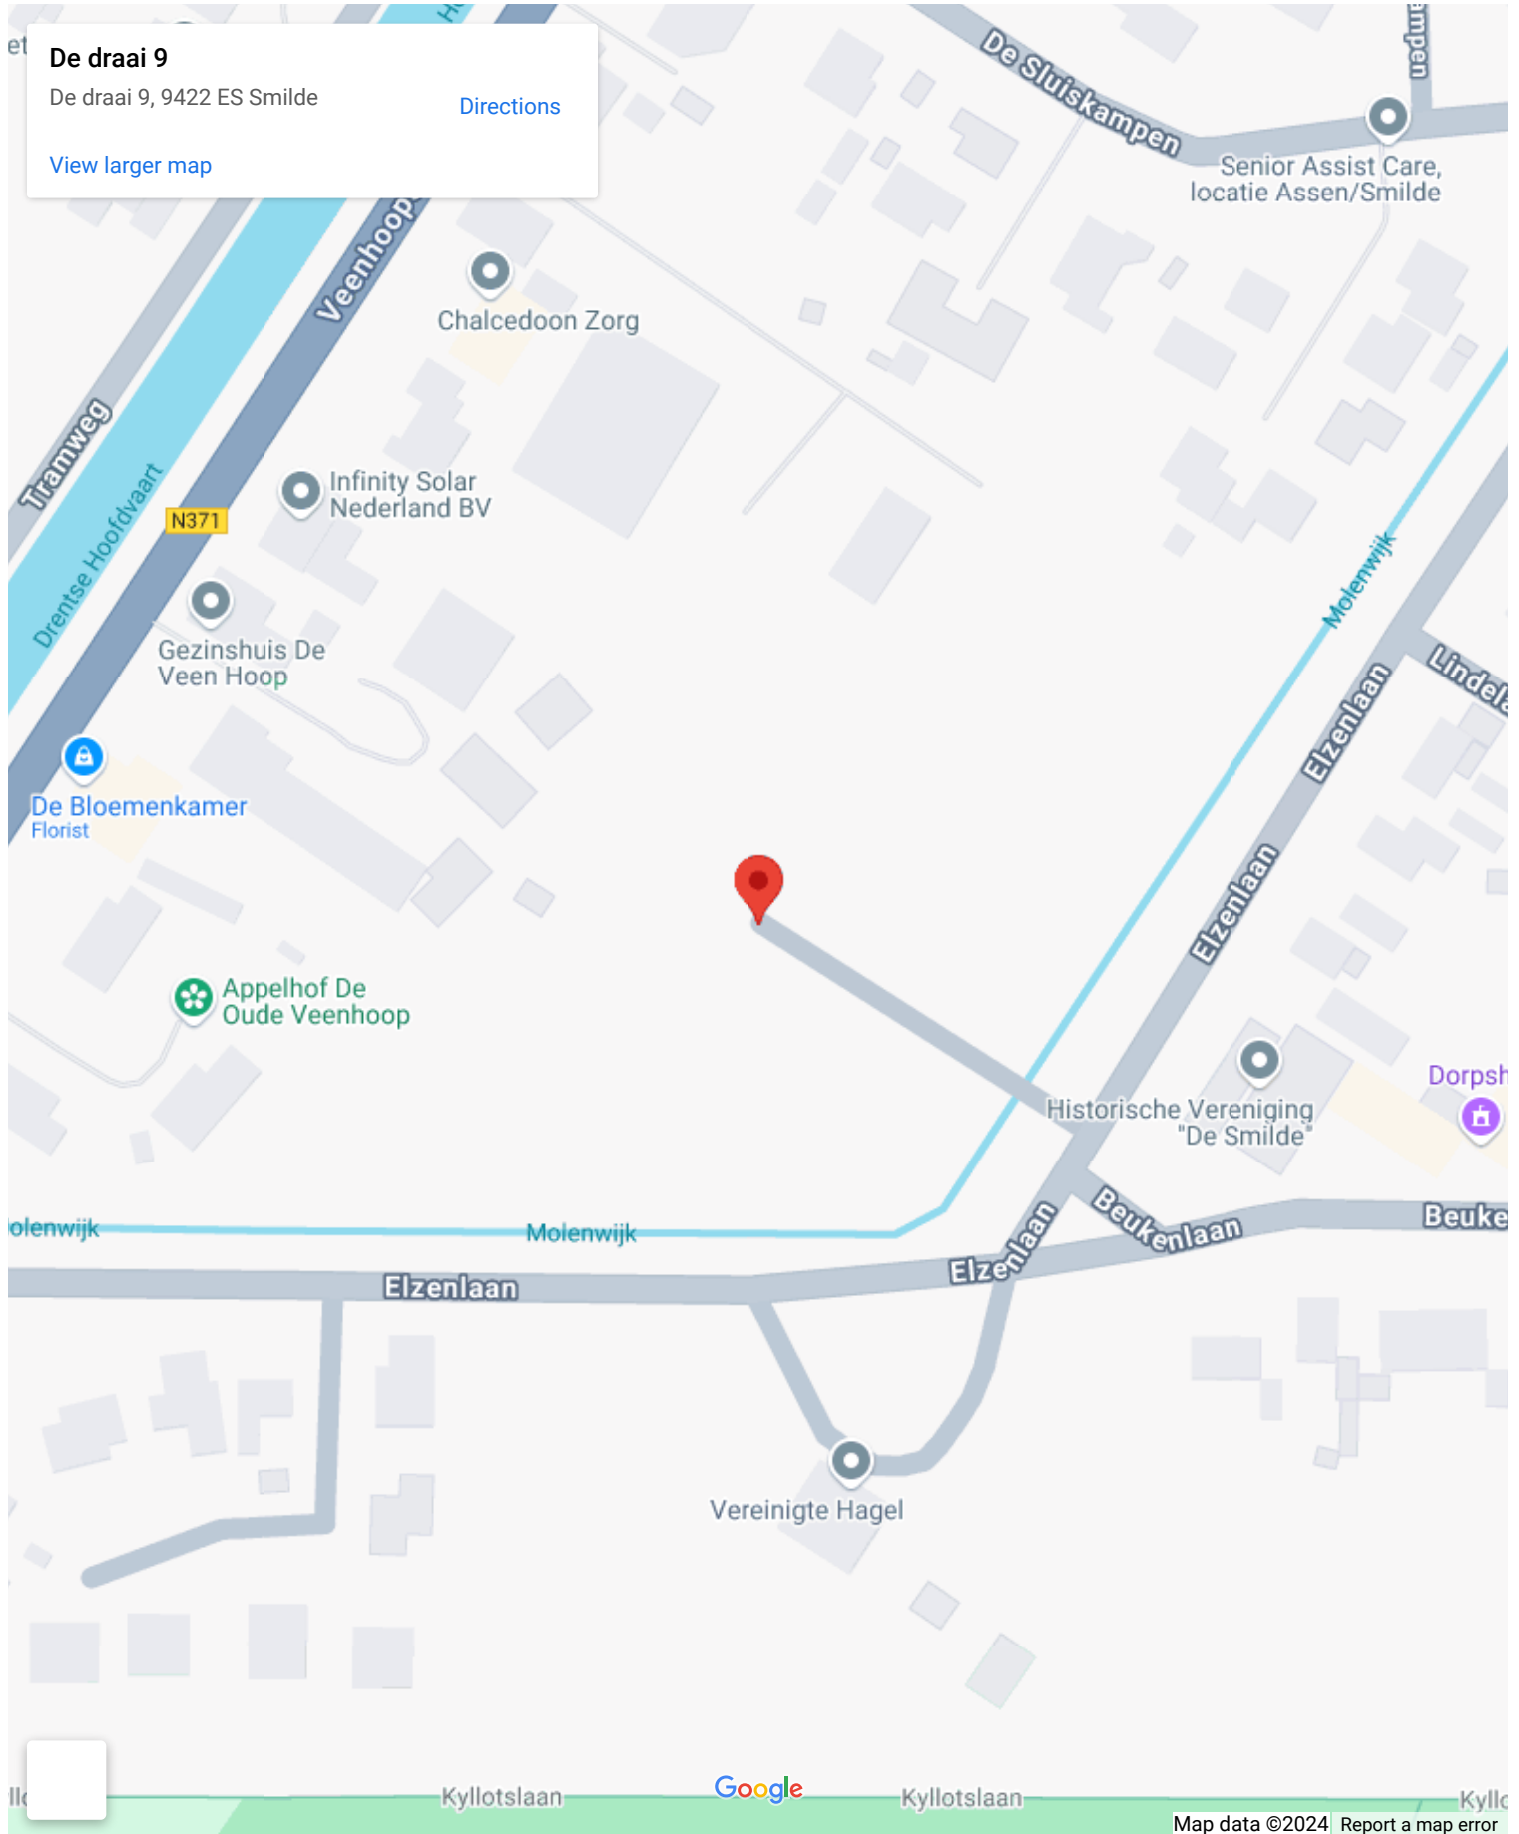 De draai 9
De draai 9, 9422 ES Smilde
Directions
View larger map
De Sluiskampen
Senior Assist Care,
locatie Assen/Smilde
Chalcedoon Zorg
Tramweg
Drentse Hoofdvaart
N371
Infinity Solar
Nederland BV
Gezinshuis De
Veen Hoop
Molenwijk
Elzenlaan
De Bloemenkamer
Florist
Elzenlaan
Appelhof De
Oude Veenhoop
Historische Vereniging
"De Smilde"
Molenwijk
Elzenlaan
Elzenlaan
Beukenlaan
Vereinigte Hagel
Kyllotslaan
Google
Kyllotslaan
Map data ©2024
Report a map error